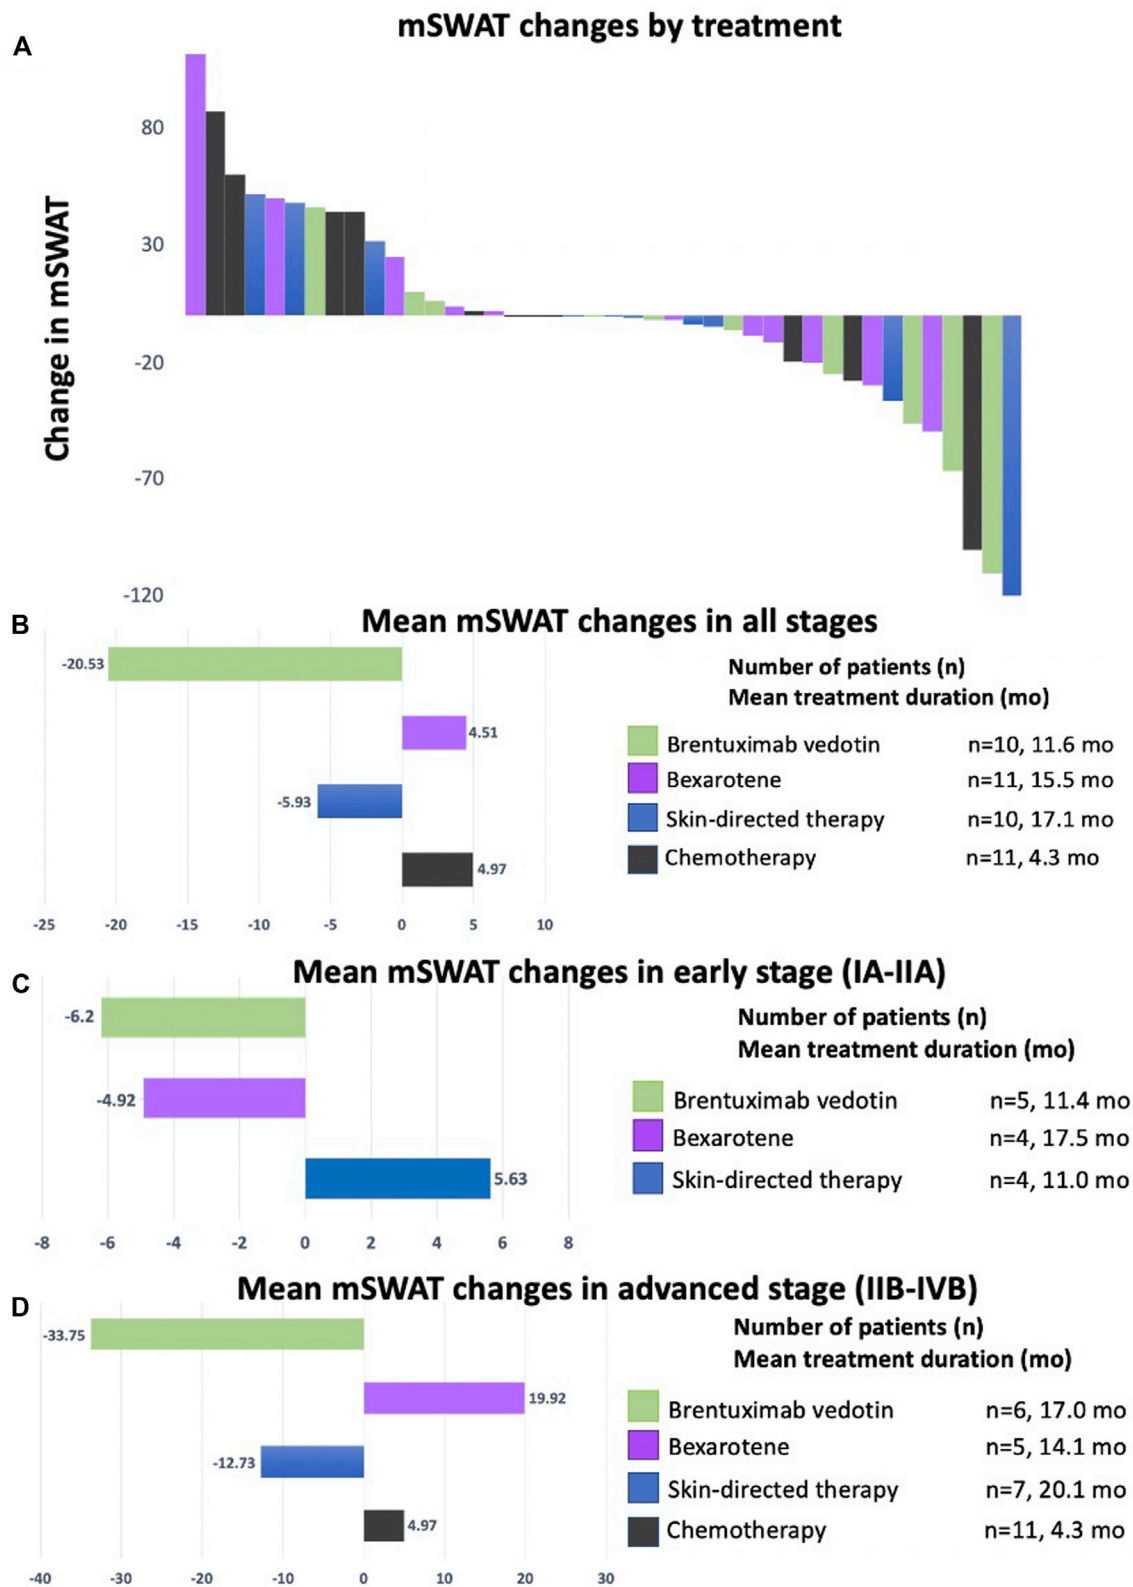 A
mSWAT changes by treatment
Change in mSWAT
80
30
-20
-70
-120
B
Mean mSWAT changes in all stages
-20.53
4.51
-5.93
4.97
-25 -20 -15 -10 -5 0 5 10
Number of patients (n)
Mean treatment duration (mo)
Brentuximab vedotin n=10, 11.6 mo
Bexarotene n=11, 15.5 mo
Skin-directed therapy n=10, 17.1 mo
Chemotherapy n=11, 4.3 mo
C
Mean mSWAT changes in early stage (IA-IIA)
-6.2
-4.92
5.63
-8 -6 -4 -2 0 2 4 6 8
Number of patients (n)
Mean treatment duration (mo)
Brentuximab vedotin n=5, 11.4 mo
Bexarotene n=4, 17.5 mo
Skin-directed therapy n=4, 11.0 mo
D
Mean mSWAT changes in advanced stage (IIB-IVB)
-33.75
19.92
-12.73
4.97
-40 -30 -20 -10 0 10 20 30
Number of patients (n)
Mean treatment duration (mo)
Brentuximab vedotin n=6, 17.0 mo
Bexarotene n=5, 14.1 mo
Skin-directed therapy n=7, 20.1 mo
Chemotherapy n=11, 4.3 mo